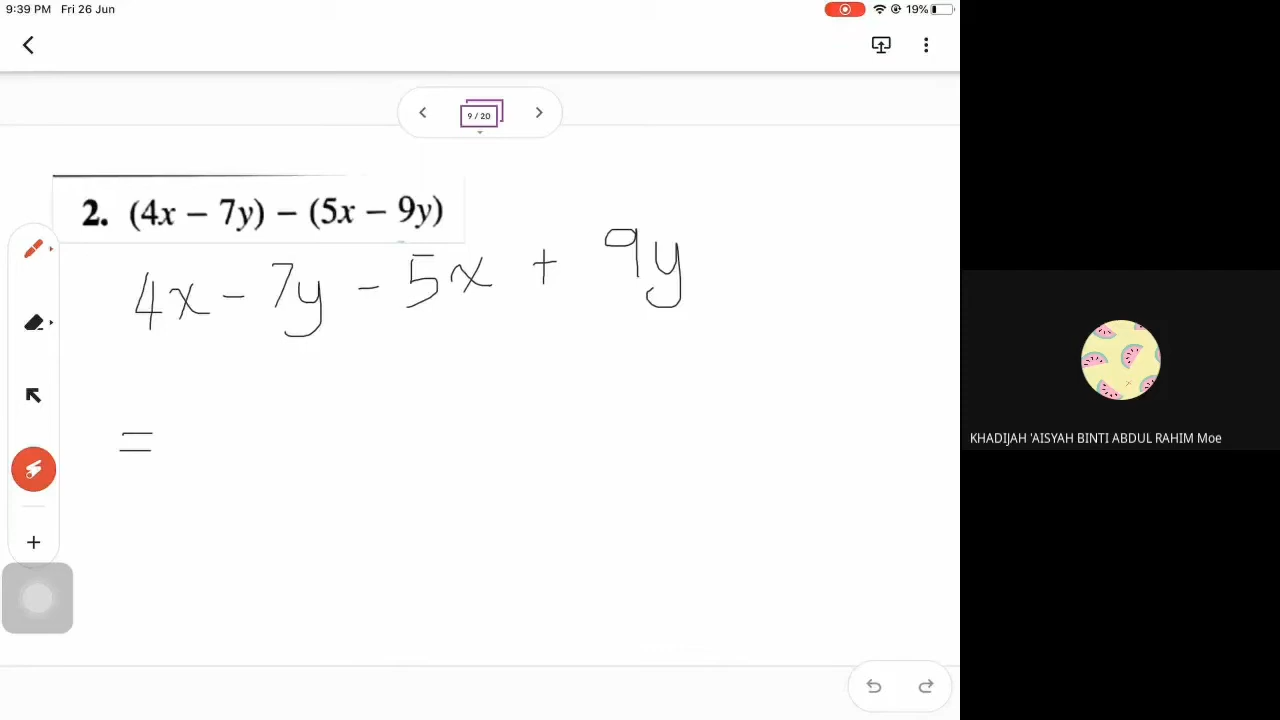 9:39 PM Fri 26 Jun 19%
9 / 20
2. (4x − 7y) − (5x − 9y)
4x − 7y − 5x + 9y
=
KHADIJAH 'AISYAH BINTI ABDUL RAHIM Moe